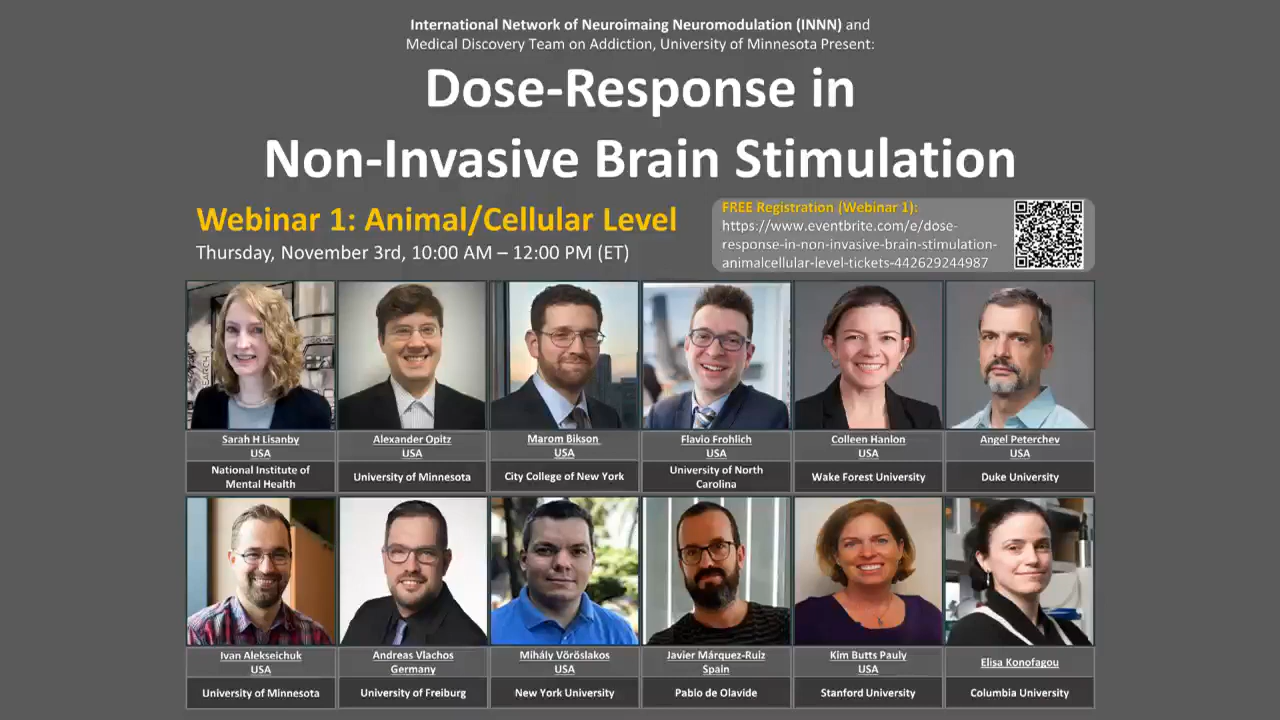 International Network of Neuroimaing Neuromodulation (INNN) and
Medical Discovery Team on Addiction, University of Minnesota Present:
Dose-Response in
Non-Invasive Brain Stimulation
Webinar 1: Animal/Cellular Level
Thursday, November 3rd, 10:00 AM – 12:00 PM (ET)
FREE Registration (Webinar 1):
https://www.eventbrite.com/e/dose-
response-in-non-invasive-brain-stimulation-
animalcellular-level-tickets-442629244987
SEARCH
Sarah H Lisanby
USA
National Institute of
Mental Health
Alexander Opitz
USA
University of Minnesota
Marom Bikson
USA
City College of New York
Flavio Frohlich
USA
University of North
Carolina
Colleen Hanlon
USA
Wake Forest University
Angel Peterchev
USA
Duke University
Ivan Alekseichuk
USA
University of Minnesota
Andreas Vlachos
Germany
University of Freiburg
Mihály Vöröslakos
USA
New York University
Javier Márquez-Ruiz
Spain
Pablo de Olavide
Kim Butts Pauly
USA
Stanford University
Elisa Konofagou
Columbia University